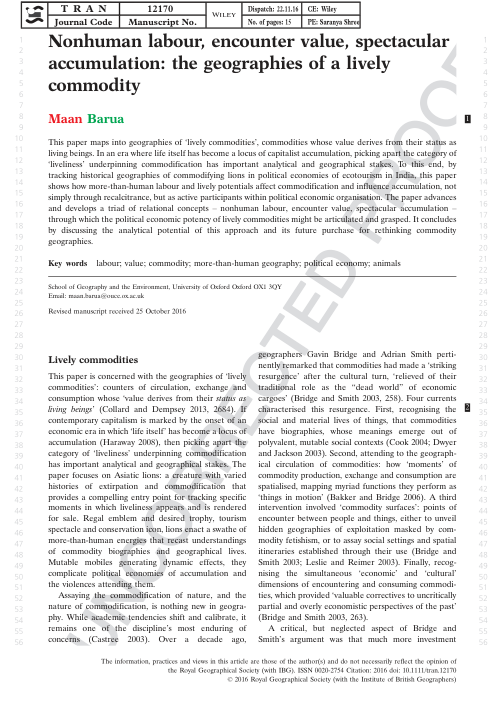 T R A N
12170
WILEY
Dispatch: 22.11.16
CE: Wiley
Journal Code
Manuscript No.
No. of pages: 15
PE: Saranya Shree
Nonhuman labour, encounter value, spectacular
accumulation: the geographies of a lively
commodity
Maan Barua
1
This paper maps into geographies of ‘lively commodities’, commodities whose value derives from their status as
living beings. In an era where life itself has become a locus of capitalist accumulation, picking apart the category of
‘liveliness’ underpinning commodification has important analytical and geographical stakes. To this end, by
tracking historical geographies of commodifying lions in political economies of ecotourism in India, this paper
shows how more-than-human labour and lively potentials affect commodification and influence accumulation, not
simply through recalcitrance, but as active participants within political economic organisation. The paper advances
and develops a triad of relational concepts – nonhuman labour, encounter value, spectacular accumulation –
through which the political economic potency of lively commodities might be articulated and grasped. It concludes
by discussing the analytical potential of this approach and its future purchase for rethinking commodity
geographies.
Key words labour; value; commodity; more-than-human geography; political economy; animals
School of Geography and the Environment, University of Oxford Oxford OX1 3QY
Email: maan.barua@ouce.ox.ac.uk
Revised manuscript received 25 October 2016
Lively commodities
This paper is concerned with the geographies of ‘lively
commodities’: counters of circulation, exchange and
consumption whose ‘value derives from their status as
living beings’ (Collard and Dempsey 2013, 2684). If
contemporary capitalism is marked by the onset of an
economic era in which ‘life itself’ has become a locus of
accumulation (Haraway 2008), then picking apart the
category of ‘liveliness’ underpinning commodification
has important analytical and geographical stakes. The
paper focuses on Asiatic lions: a creature with varied
histories of extirpation and commodification that
provides a compelling entry point for tracking specific
moments in which liveliness appears and is rendered
for sale. Regal emblem and desired trophy, tourism
spectacle and conservation icon, lions enact a swathe of
more-than-human energies that recast understandings
of commodity biographies and geographical lives.
Mutable mobiles generating dynamic effects, they
complicate political economies of accumulation and
the violences attending them.
Assaying the commodification of nature, and the
nature of commodification, is nothing new in geogra-
phy. While academic tendencies shift and calibrate, it
remains one of the discipline’s most enduring of
concerns (Castree 2003). Over a decade ago,
geographers Gavin Bridge and Adrian Smith perti-
nently remarked that commodities had made a ‘striking
resurgence’ after the cultural turn, ‘relieved of their
traditional role as the “dead world” of economic
corpses’ (Bridge and Smith 2003, 258). Four currents
characterised this resurgence. First, recognising the
2
social and material lives of things, that commodities
have biographies, whose meanings emerge out of
polyvalent, mutable social contexts (Cook 2004; Dwyer
and Jackson 2003). Second, attending to the geograph-
ical circulation of commodities: how ‘moments’ of
commodity production, exchange and consumption are
spatialised, mapping myriad functions they perform as
‘things in motion’ (Bakker and Bridge 2006). A third
intervention involved ‘commodity surfaces’: points of
encounter between people and things, either to unveil
hidden geographies of exploitation masked by com-
modity fetishism, or to assay social settings and spatial
itineraries established through their use (Bridge and
Smith 2003; Leslie and Reimer 2003). Finally, recog-
nising the simultaneous ‘economic’ and ‘cultural’
dimensions of encountering and consuming commodi-
ties, which provided ‘valuable correctives to uncritically
partial and overly economistic perspectives of the past’
(Bridge and Smith 2003, 263).
A critical, but neglected aspect of Bridge and
Smith’s argument was that much more investment
The information, practices and views in this article are those of the author(s) and do not necessarily reflect the opinion of
the Royal Geographical Society (with IBG). ISSN 0020-2754 Citation: 2016 doi: 10.1111/tran.12170
© 2016 Royal Geographical Society (with the Institute of British Geographers)
UNCORRECTED PROOF